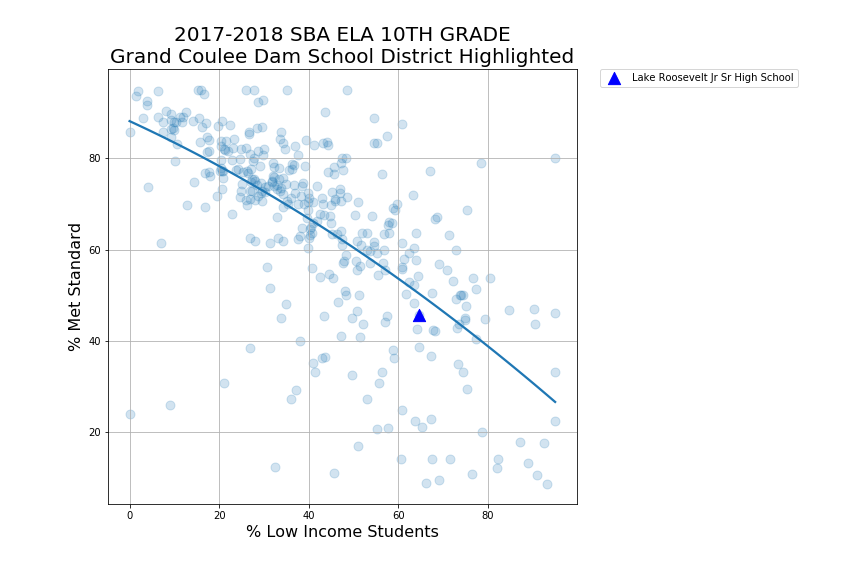 2017-2018 SBA ELA 10TH GRADE
Grand Coulee Dam School District Highlighted
Lake Roosevelt Jr Sr High School
% Met Standard
80
60
40
20
0 20 40 60 80
% Low Income Students